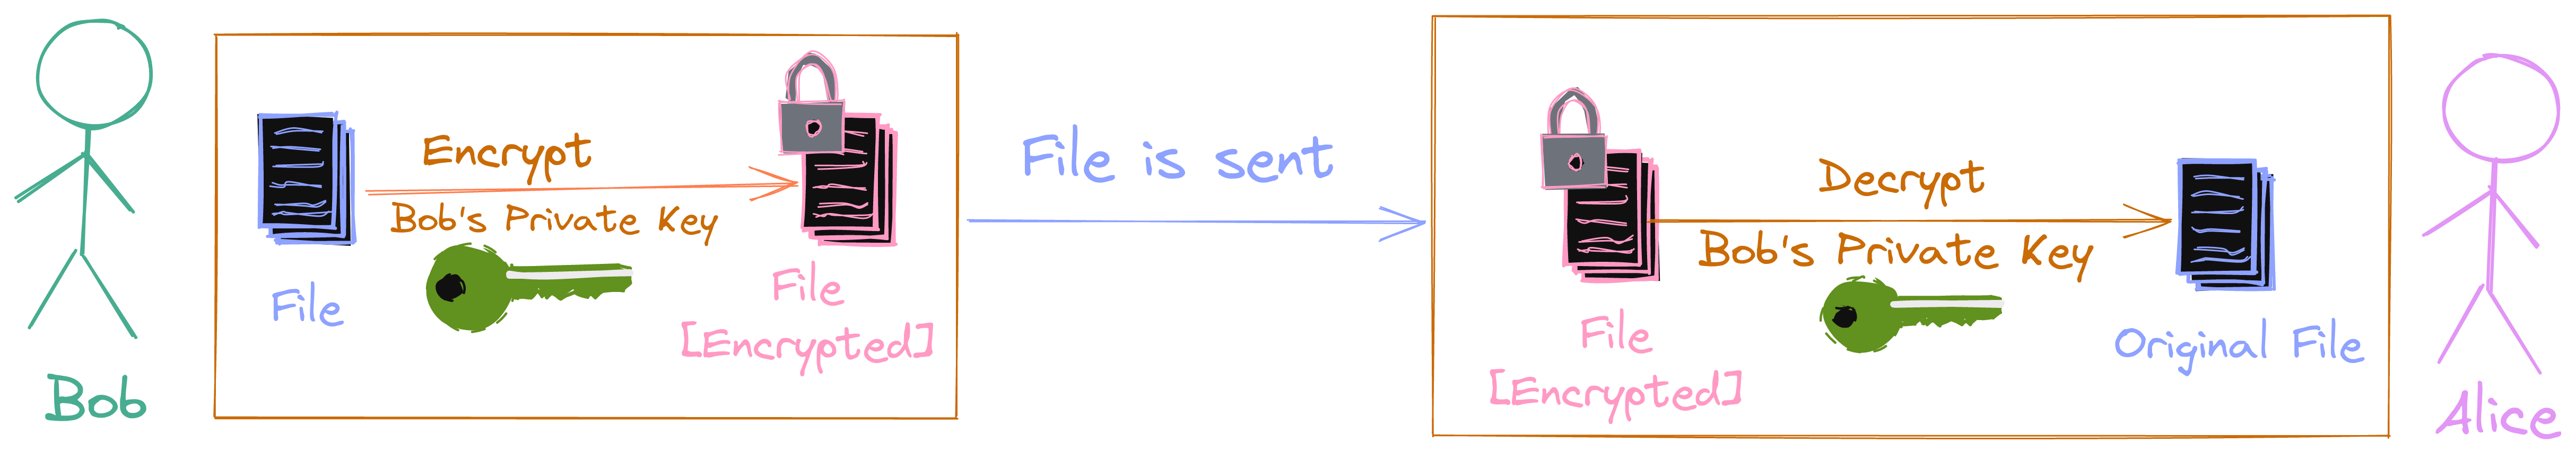 Bob
Encrypt
Bob's Private Key
File
File
[Encrypted]
File is sent
File
[Encrypted]
Decrypt
Bob's Private Key
Original File
Alice